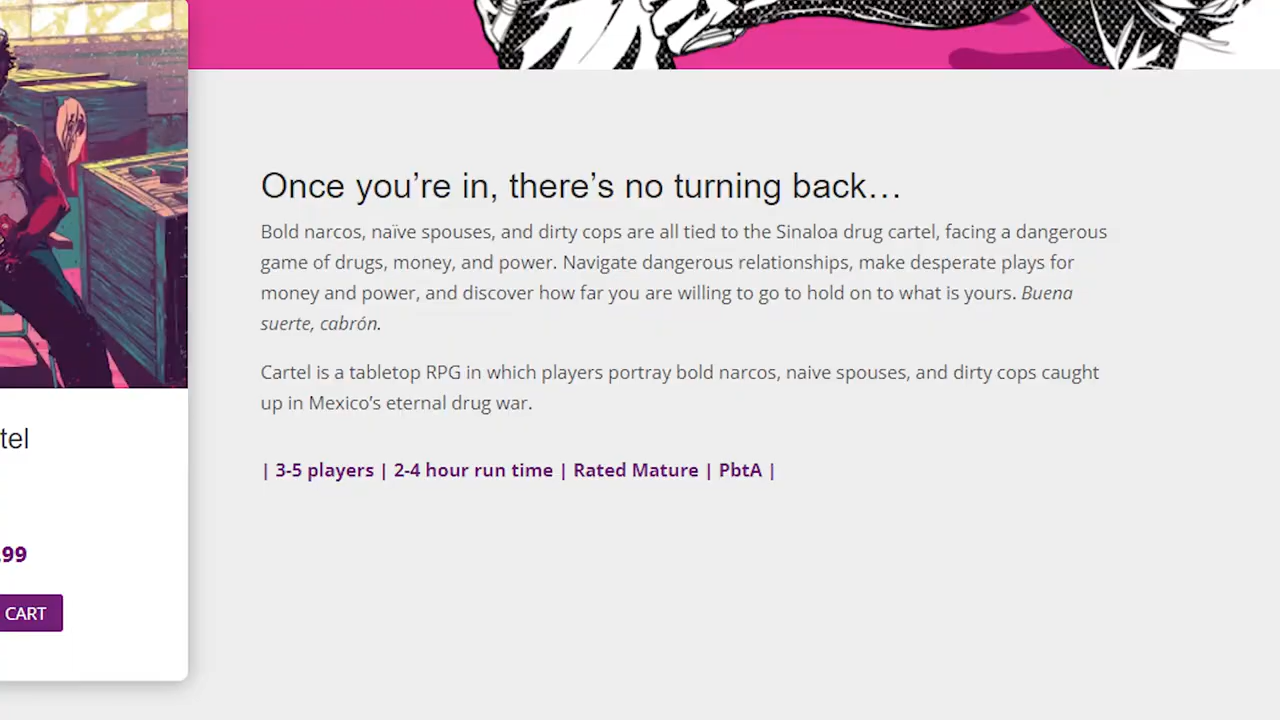 Once you're in, there's no turning back…
Bold narcos, naïve spouses, and dirty cops are all tied to the Sinaloa drug cartel, facing a dangerous
game of drugs, money, and power. Navigate dangerous relationships, make desperate plays for
money and power, and discover how far you are willing to go to hold on to what is yours. Buena
suerte, cabrón.
Cartel is a tabletop RPG in which players portray bold narcos, naive spouses, and dirty cops caught
up in Mexico's eternal drug war.
| 3-5 players | 2-4 hour run time | Rated Mature | PbtA |
tel
.99
CART